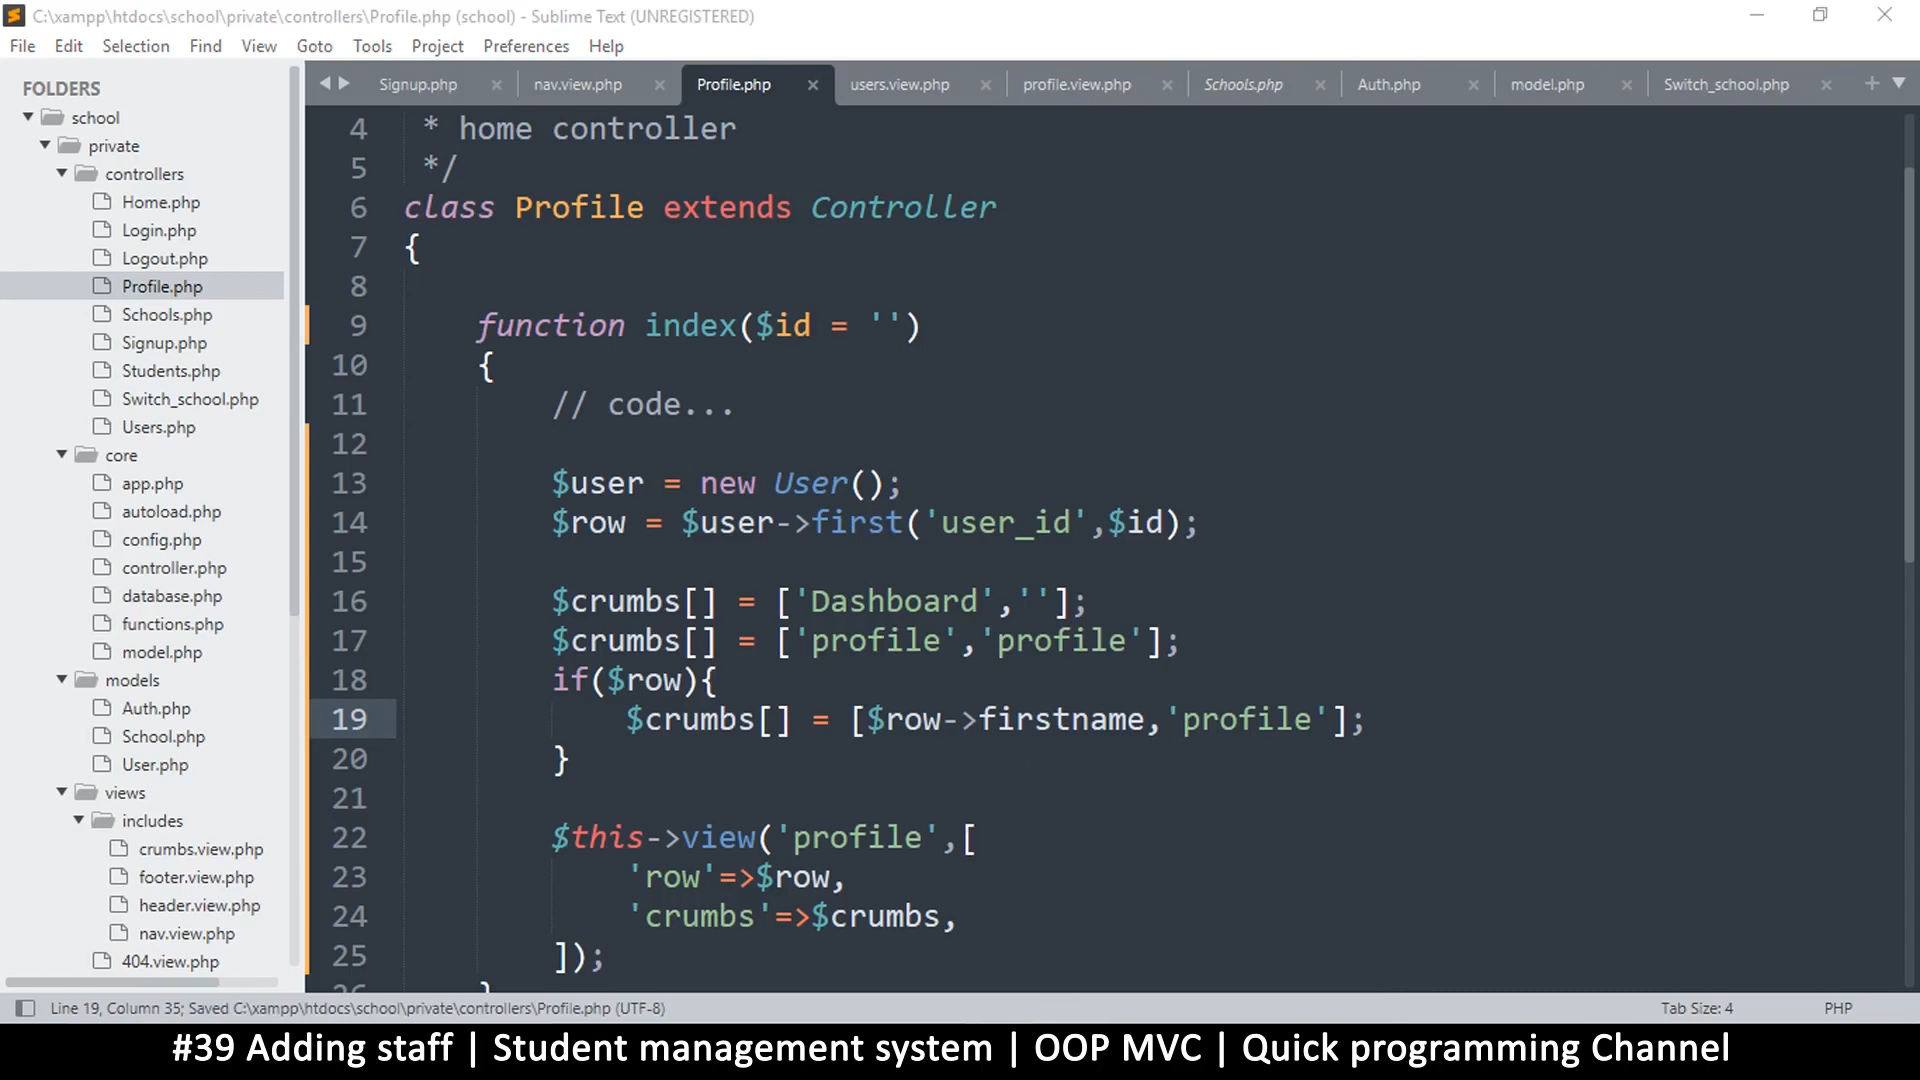 C:\xampp\htdocs\school\private\controllers\Profile.php (school) - Sublime Text (UNREGISTERED)
File Edit Selection Find View Goto Tools Project Preferences Help
FOLDERS
school
private
controllers
Home.php
Login.php
Logout.php
Profile.php
Schools.php
Signup.php
Students.php
Switch_school.php
Users.php
core
app.php
autoload.php
config.php
controller.php
database.php
functions.php
model.php
models
Auth.php
School.php
User.php
views
includes
crumbs.view.php
footer.view.php
header.view.php
nav.view.php
404.view.php
Signup.php nav.view.php Profile.php users.view.php profile.view.php Schools.php Auth.php model.php Switch_school.php
4 * home controller
5 */
6 class Profile extends Controller
7 {
8
9 function index($id = '')
10 {
11 // code...
12
13 $user = new User();
14 $row = $user->first('user_id',$id);
15
16 $crumbs[] = ['Dashboard',''];
17 $crumbs[] = ['profile','profile'];
18 if($row){
19 $crumbs[] = [$row->firstname,'profile'];
20 }
21
22 $this->view('profile',[
23 'row'=>$row,
24 'crumbs'=>$crumbs,
25 ]);
26 }
Line 19, Column 35; Saved C:\xampp\htdocs\school\private\controllers\Profile.php (UTF-8) Tab Size: 4 PHP
#39 Adding staff | Student management system | OOP MVC | Quick programming Channel